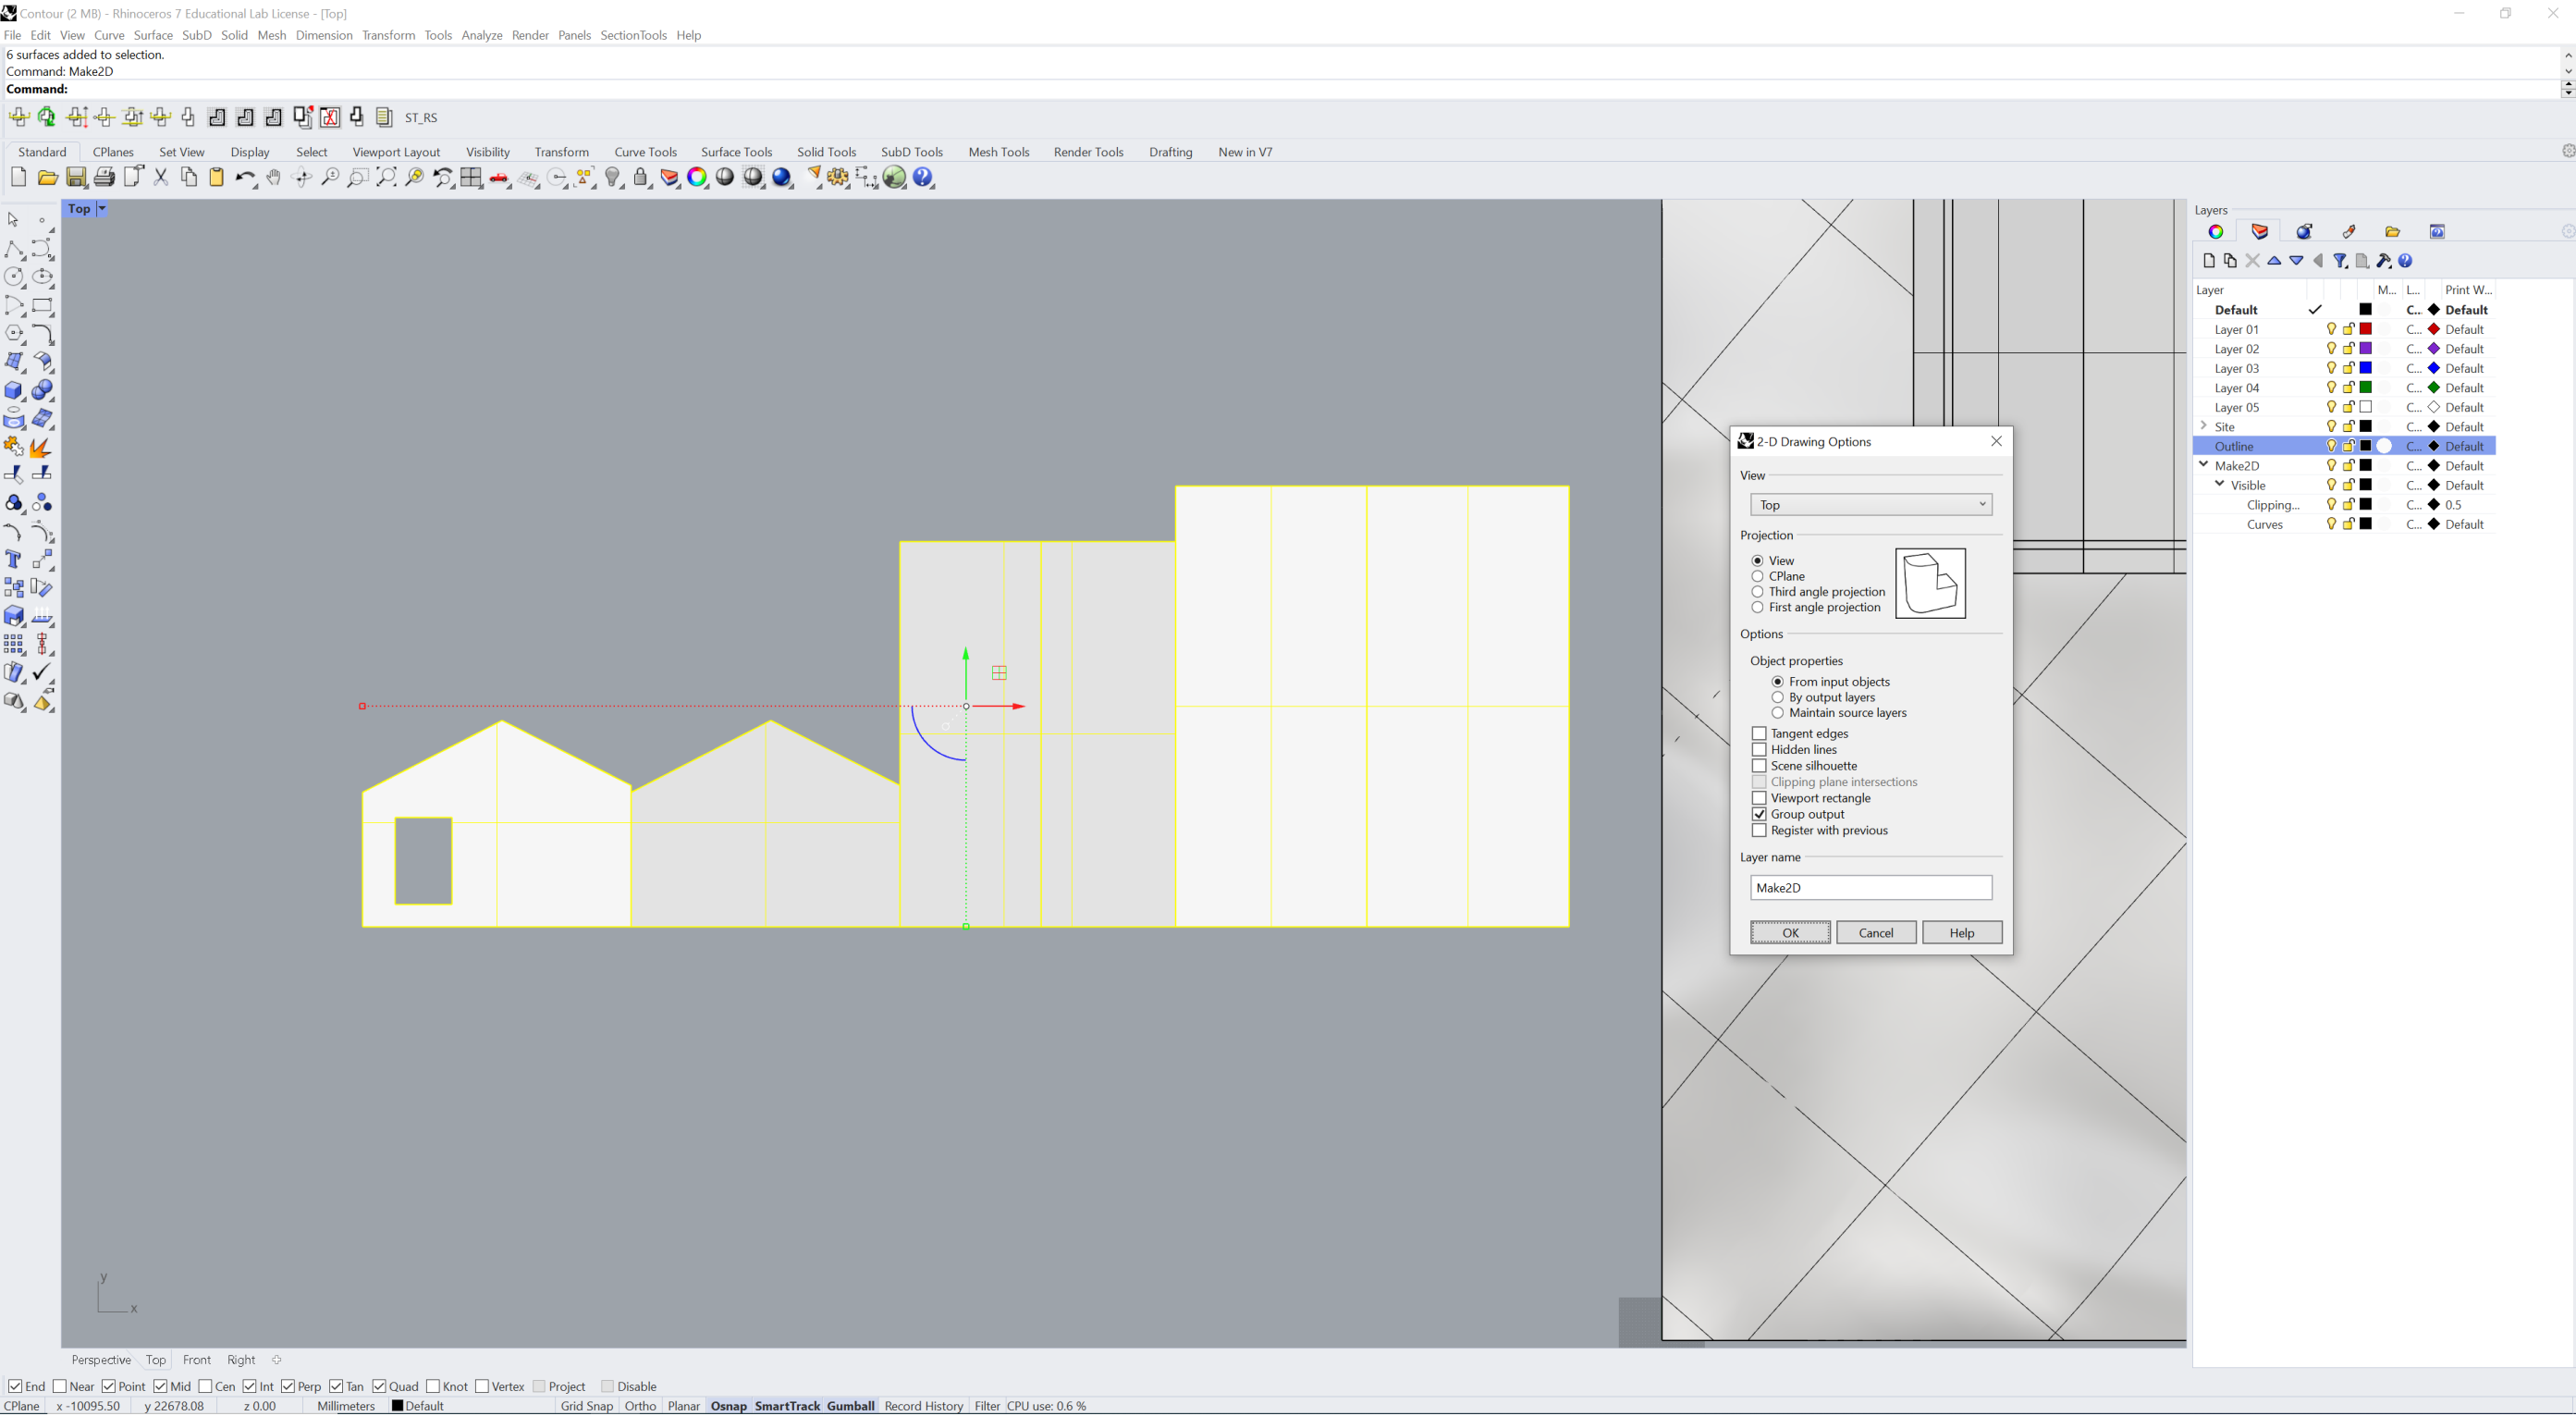 Contour (2 MB) - Rhinoceros 7 Educational Lab License - [Top]
File Edit View Curve Surface SubD Solid Mesh Dimension Transform Tools Analyze Render Panels SectionTools Help
6 surfaces added to selection.
Command: Make2D
Command:
ST_RS
Standard CPlanes Set View Display Select Viewport Layout Visibility Transform Curve Tools Surface Tools Solid Tools SubD Tools Mesh Tools Render Tools Drafting New in V7
Top
Layers
Layer M... L... Print W...
Default C... Default
Layer 01 C... Default
Layer 02 C... Default
Layer 03 C... Default
Layer 04 C... Default
Layer 05 C... Default
Site C... Default
Outline C... Default
Make2D C... Default
Visible C... Default
Clipping... C... 0.5
Curves C... Default
2-D Drawing Options
View
Top
Projection
View
CPlane
Third angle projection
First angle projection
Options
Object properties
From input objects
By output layers
Maintain source layers
Tangent edges
Hidden lines
Scene silhouette
Clipping plane intersections
Viewport rectangle
Group output
Register with previous
Layer name
Make2D
OK Cancel Help
y
x
Perspective Top Front Right
End Near Point Mid Cen Int Perp Tan Quad Knot Vertex Project Disable
CPlane x -10095.50 y 22678.08 z 0.00 Millimeters Default Grid Snap Ortho Planar Osnap SmartTrack Gumball Record History Filter CPU use: 0.6 %